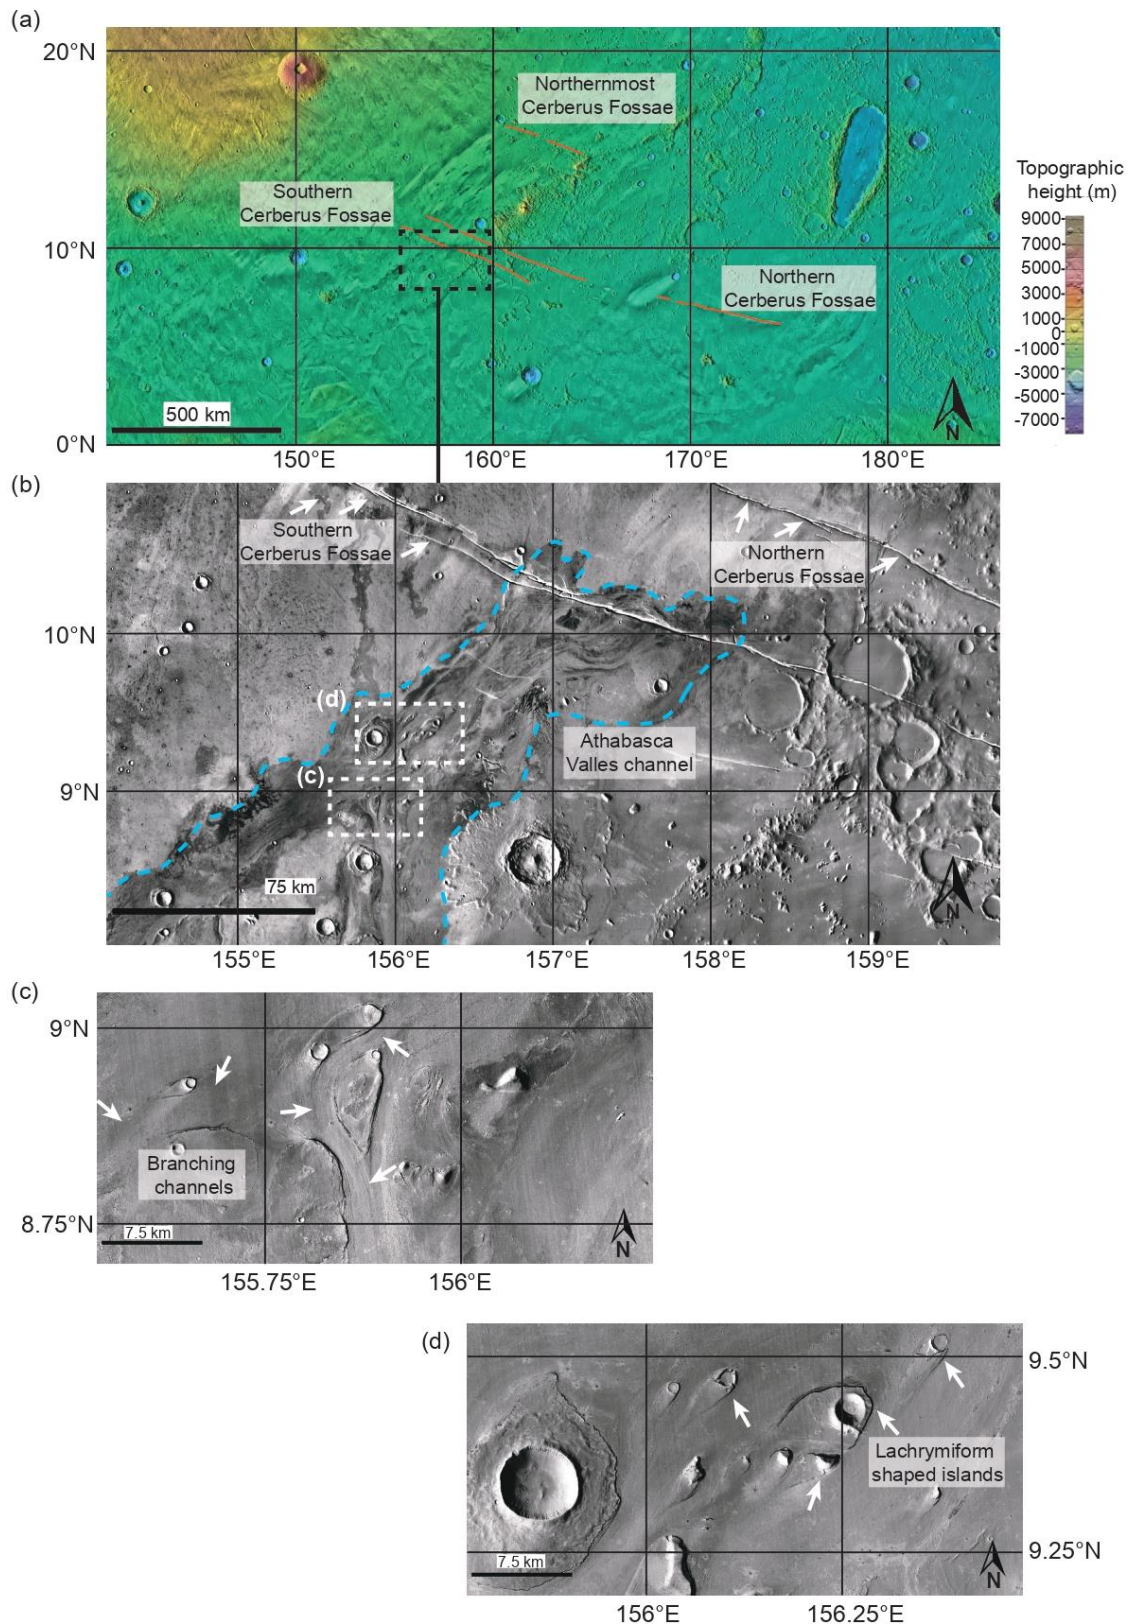 (a)
20°N
10°N
0°N
Northernmost
Cerberus Fossae
Southern
Cerberus Fossae
Northern
Cerberus Fossae
500 km
N
150°E
160°E
170°E
180°E
Topographic
height (m)
9000
7000
5000
3000
1000
0
-1000
-3000
-5000
-7000
(b)
Southern
Cerberus Fossae
Northern
Cerberus Fossae
10°N
(d)
Athabasca
Valles channel
(c)
9°N
75 km
N
155°E
156°E
157°E
158°E
159°E
(c)
9°N
Branching
channels
8.75°N
7.5 km
N
155.75°E
156°E
(d)
9.5°N
Lachrymiform
shaped islands
9.25°N
7.5 km
N
156°E
156.25°E